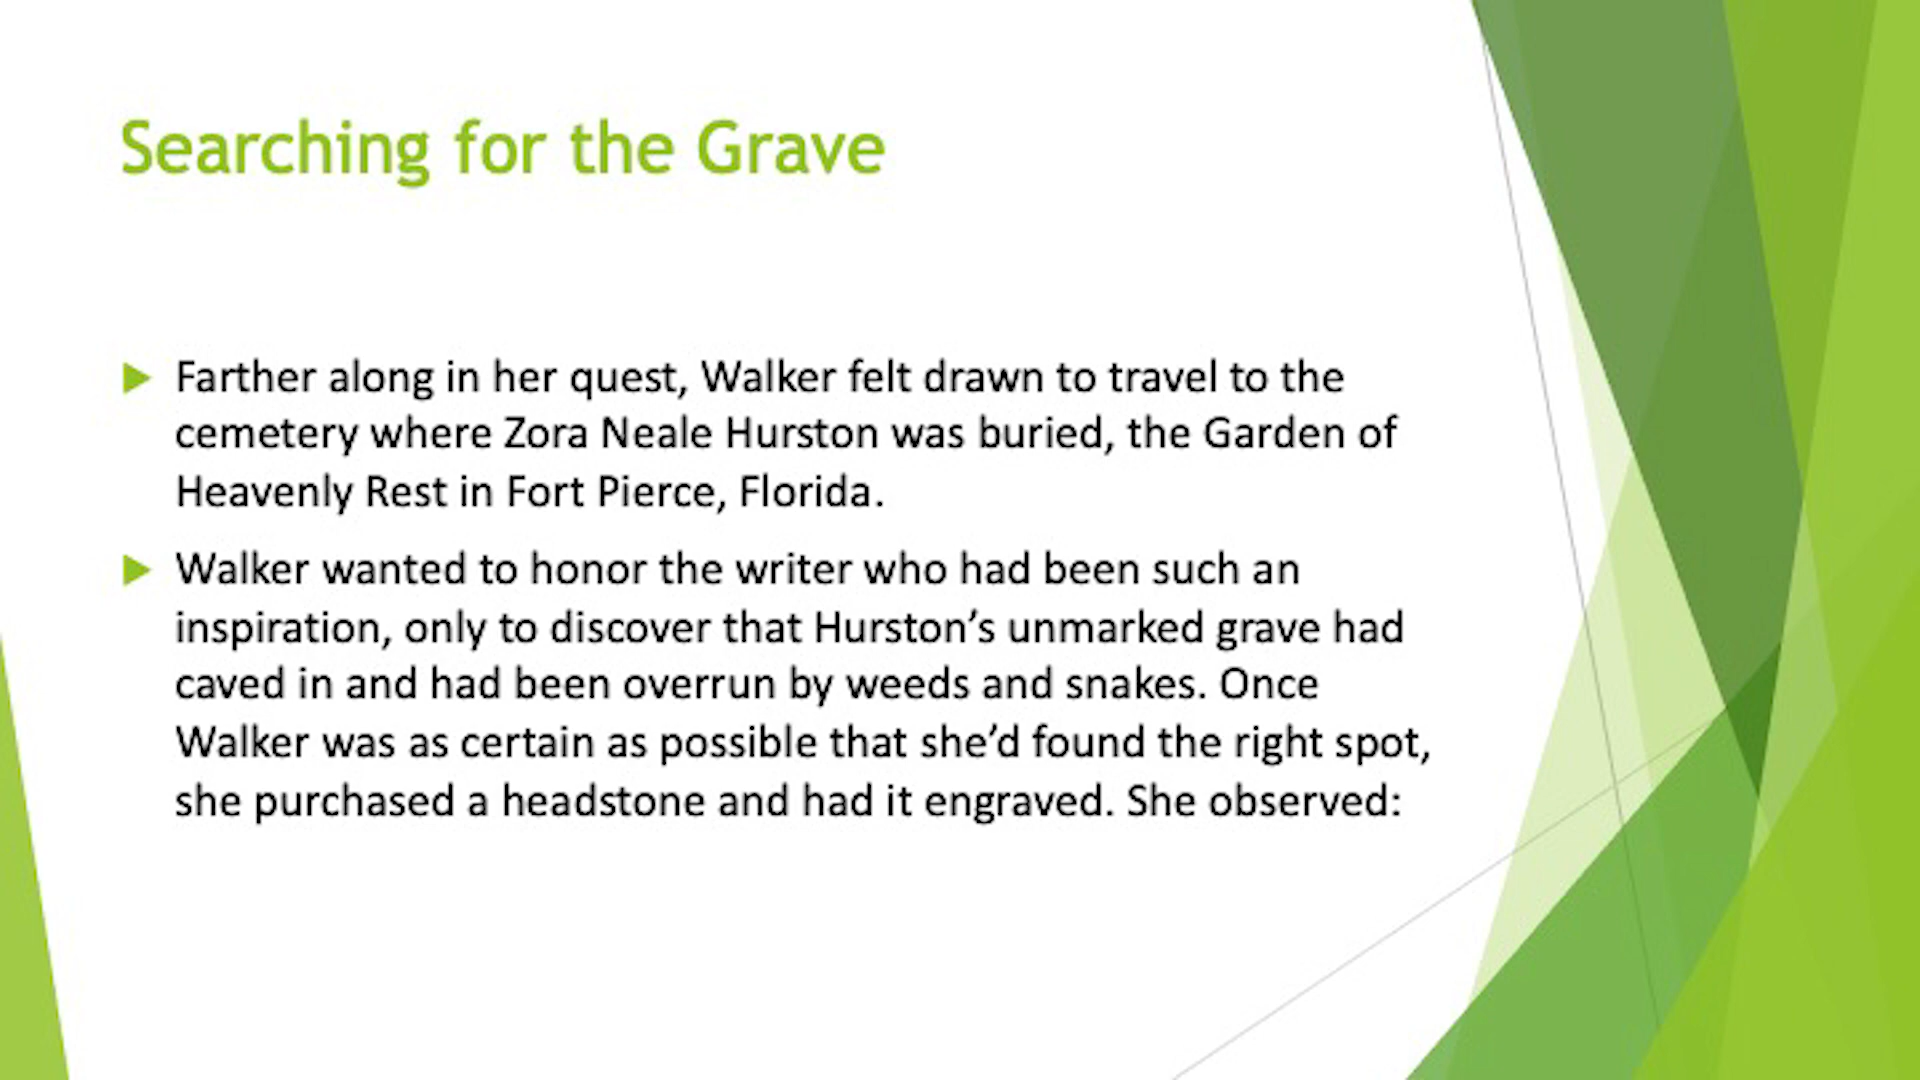 Searching for the Grave
Farther along in her quest, Walker felt drawn to travel to the
cemetery where Zora Neale Hurston was buried, the Garden of
Heavenly Rest in Fort Pierce, Florida.
Walker wanted to honor the writer who had been such an
inspiration, only to discover that Hurston’s unmarked grave had
caved in and had been overrun by weeds and snakes. Once
Walker was as certain as possible that she’d found the right spot,
she purchased a headstone and had it engraved. She observed: